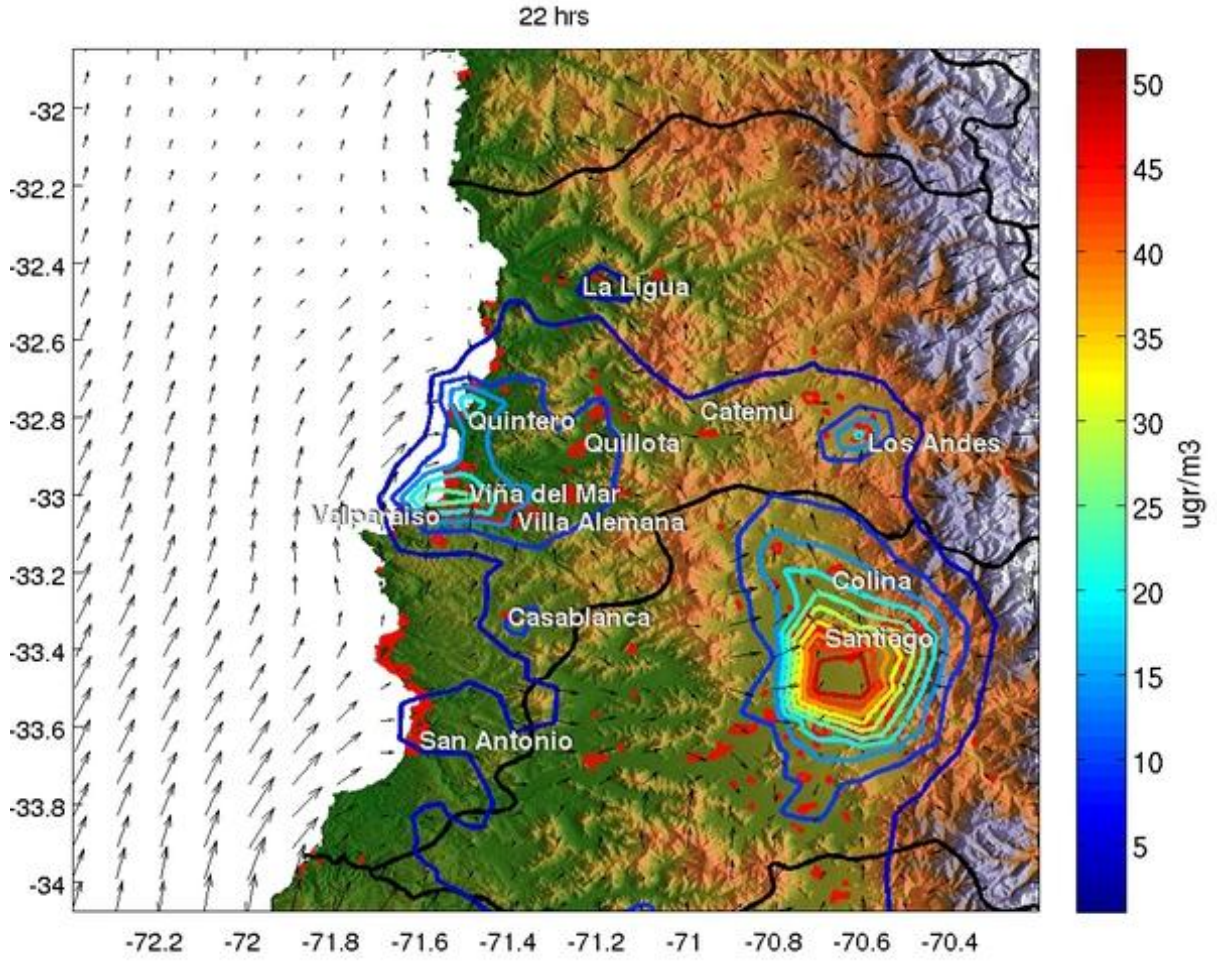 22 hrs
-32
-32.2
-32.4
-32.6
-32.8
-33
-33.2
-33.4
-33.6
-33.8
-34
La Ligua
Catemu
Quintero
Quillota
Los Andes
Viña del Mar
Valparaiso
Villa Alemana
Colina
Casablanca
Santiago
San Antonio
-72.2
-72
-71.8
-71.6
-71.4
-71.2
-71
-70.8
-70.6
-70.4
50
45
40
35
30
25
20
15
10
5
ugr/m3